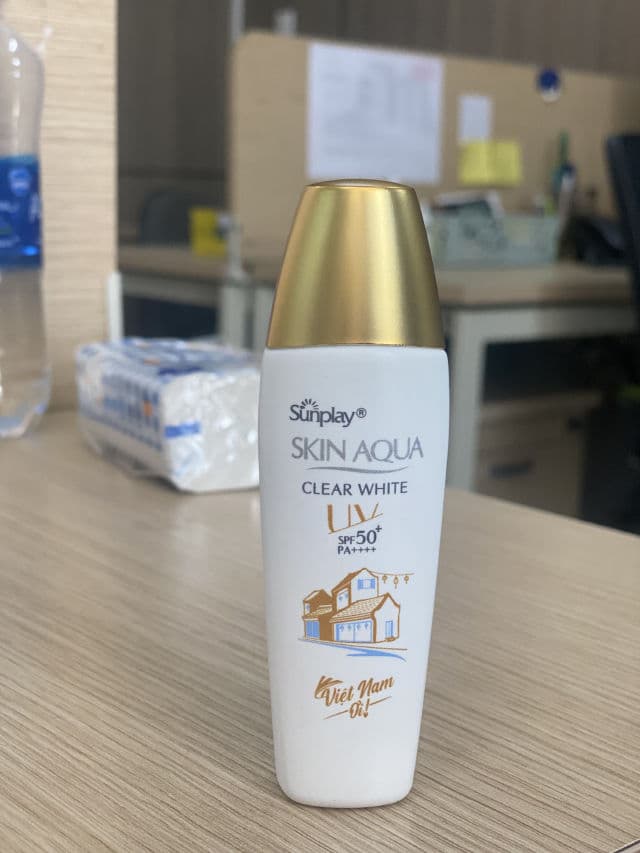 Sunplay®
SKIN AQUA
CLEAR WHITE
UV
SPF50+
PA++++
Việt Nam
Ơi!